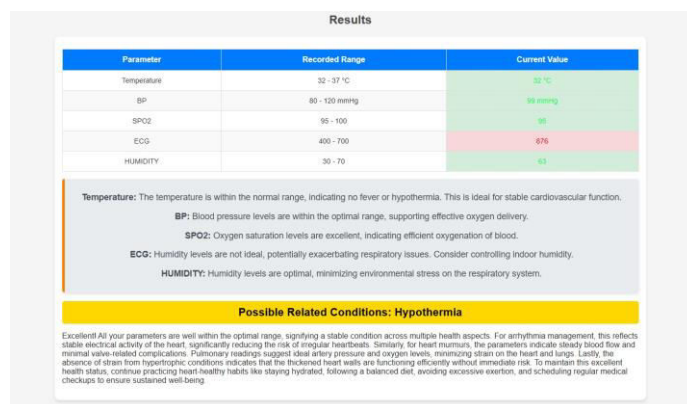 Results
Parameter Recorded Range Current Value
Temperature 32 - 37 °C 32 °C
BP 80 - 120 mmHg 99 mmHg
SPO2 95 - 100
ECG 400 - 700 676
HUMIDITY 30 - 70 63
Temperature: The temperature is within the normal range, indicating no fever or hypothermia. This is ideal for stable cardiovascular function.
BP: Blood pressure levels are within the optimal range, supporting effective oxygen delivery.
SPO2: Oxygen saturation levels are excellent, indicating efficient oxygenation of blood.
ECG: Humidity levels are not ideal, potentially exacerbating respiratory issues. Consider controlling indoor humidity.
HUMIDITY: Humidity levels are optimal, minimizing environmental stress on the respiratory system.
Possible Related Conditions: Hypothermia
Excellent! All your parameters are well within the optimal range, signifying a stable condition across multiple health aspects. For arrhythmia management, this reflects
stable electrical activity of the heart, significantly reducing the risk of irregular heartbeats. Similarly, for heart murmurs, the parameters indicate steady blood flow and
minimal valve-related complications. Pulmonary readings suggest ideal artery pressure and oxygen levels, minimizing strain on the heart and lungs. Lastly, the
absence of strain from hypertrophic conditions indicates that the thickened heart walls are functioning efficiently without immediate risk. To maintain this excellent
health status, continue practicing heart-healthy habits like staying hydrated, following a balanced diet, avoiding excessive exertion, and scheduling regular medical
checkups to ensure sustained well-being.